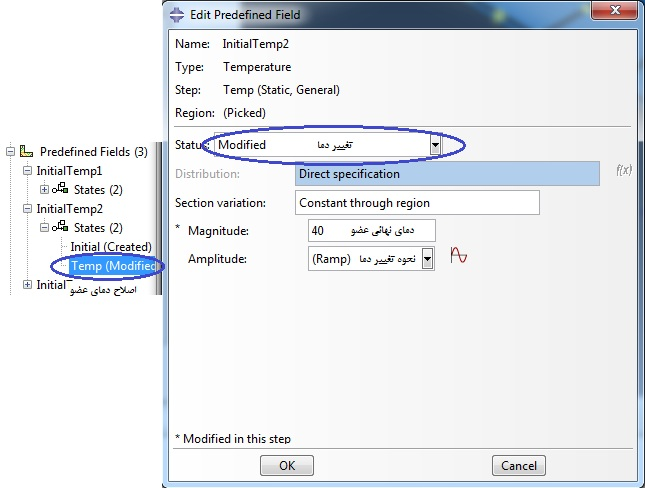 Edit Predefined Field
Name: InitialTemp2
Type: Temperature
Step: Temp (Static, General)
Region: (Picked)
Status: Modified تغییر دما
Distribution: Direct specification f(x)
Section variation: Constant through region
* Magnitude: 40 دمای نهائی عضو
Amplitude: (Ramp) نحوه تغییر دما
* Modified in this step
OK Cancel
Predefined Fields (3)
InitialTemp1
States (2)
InitialTemp2
States (2)
Initial (Created)
Temp (Modified
Initial
اصلاح دمای عضو